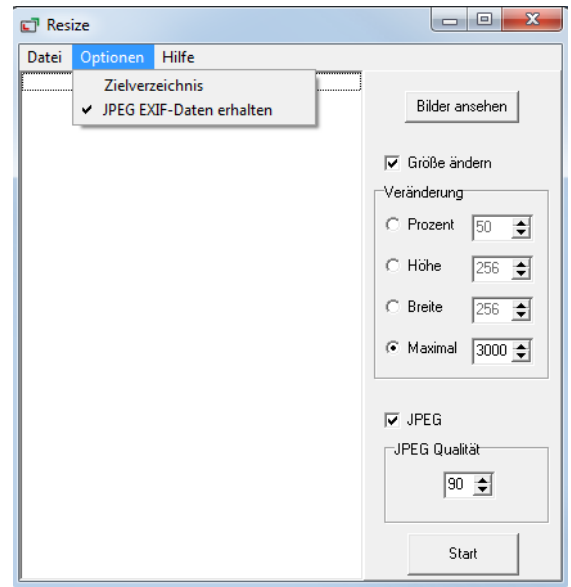 Resize
Datei Optionen Hilfe
Zielverzeichnis
JPEG EXIF-Daten erhalten
Bilder ansehen
Größe ändern
Veränderung
Prozent 50
Höhe 256
Breite 256
Maximal 3000
JPEG
JPEG Qualität
90
Start